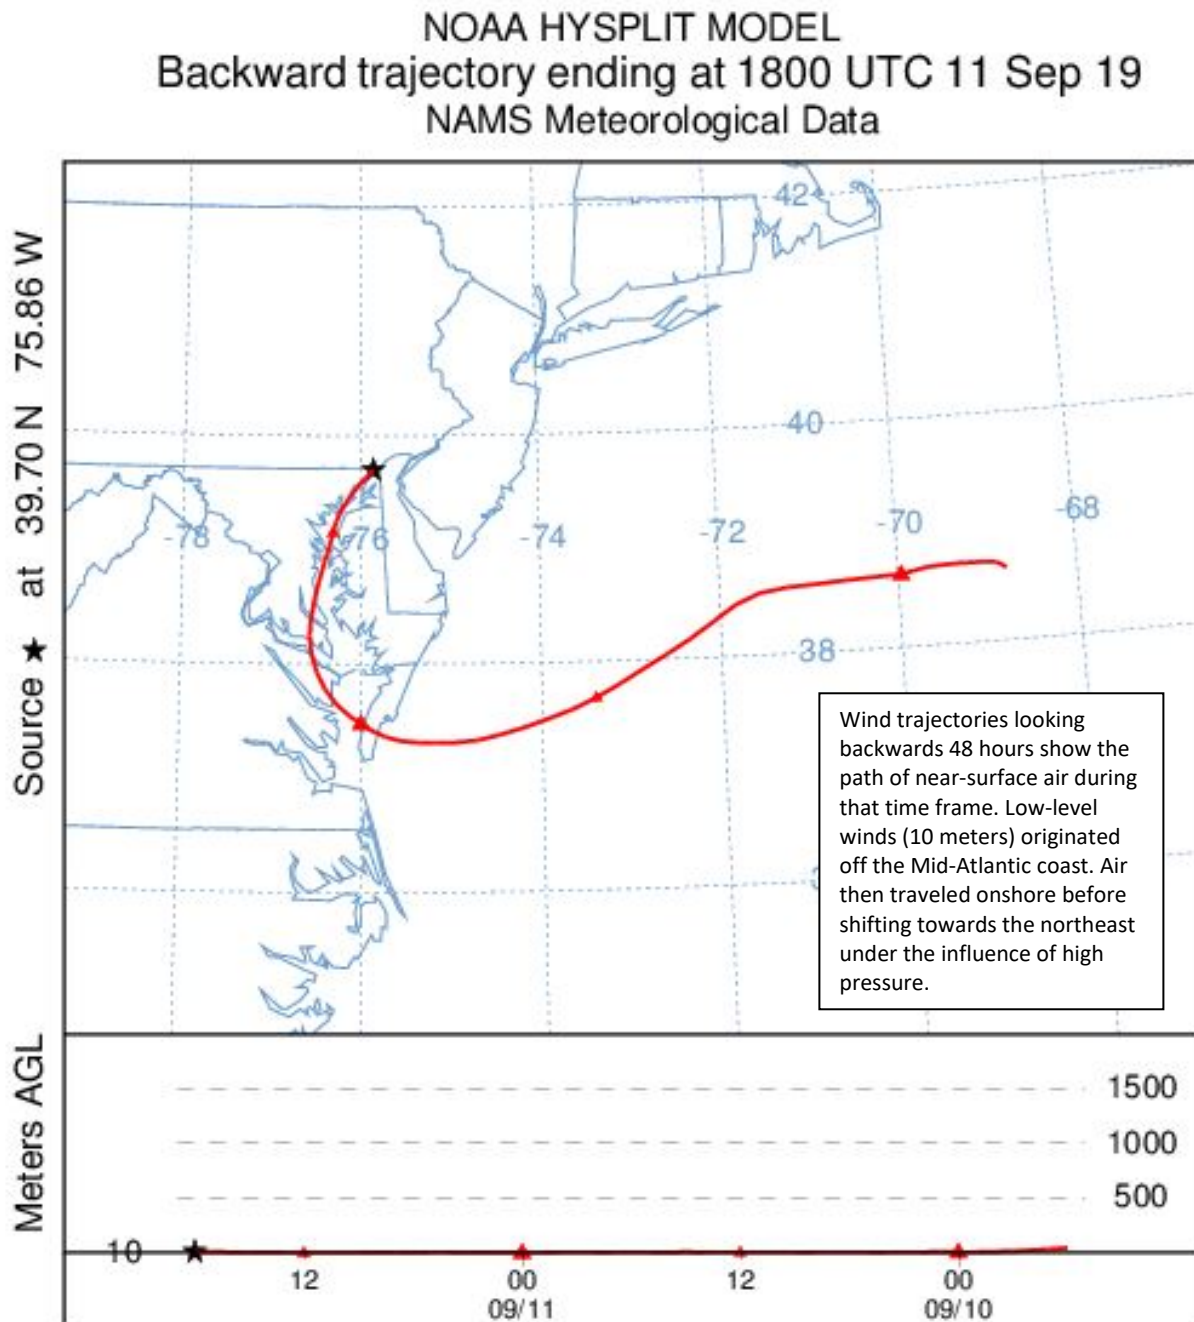 NOAA HYSPLIT MODEL
Backward trajectory ending at 1800 UTC 11 Sep 19
NAMS Meteorological Data
Source ★ at 39.70 N 75.86 W
42
40
-78
-76
-74
-72
-70
-68
38
Wind trajectories looking
backwards 48 hours show the
path of near-surface air during
that time frame. Low-level
winds (10 meters) originated
off the Mid-Atlantic coast. Air
then traveled onshore before
shifting towards the northeast
under the influence of high
pressure.
Meters AGL
1500
1000
500
10
12
00
12
00
09/11
09/10